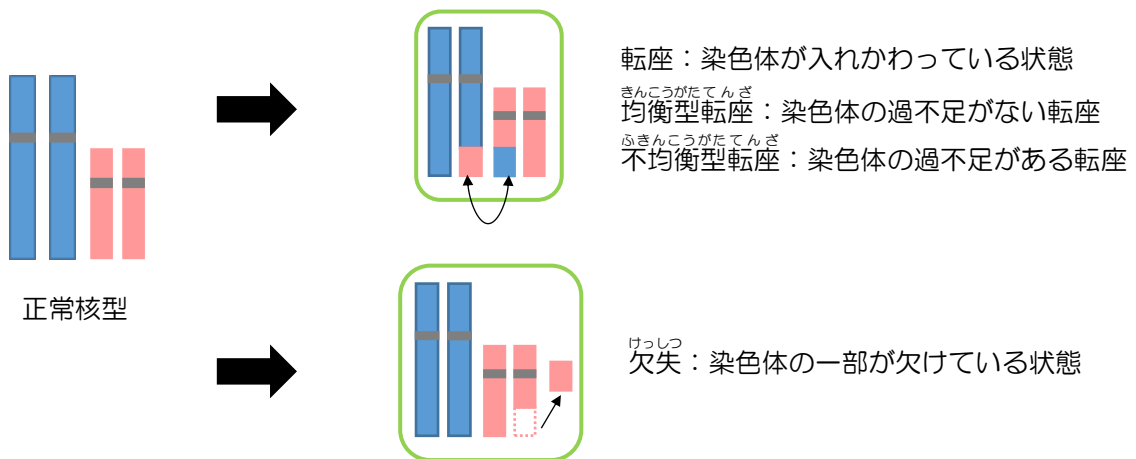 転座：染色体が入れかわっている状態
きんこうがたてんざ
均衡型転座：染色体の過不足がない転座
ふきんこうがたてんざ
不均衡型転座：染色体の過不足がある転座
正常核型
けっしつ
欠失：染色体の一部が欠けている状態